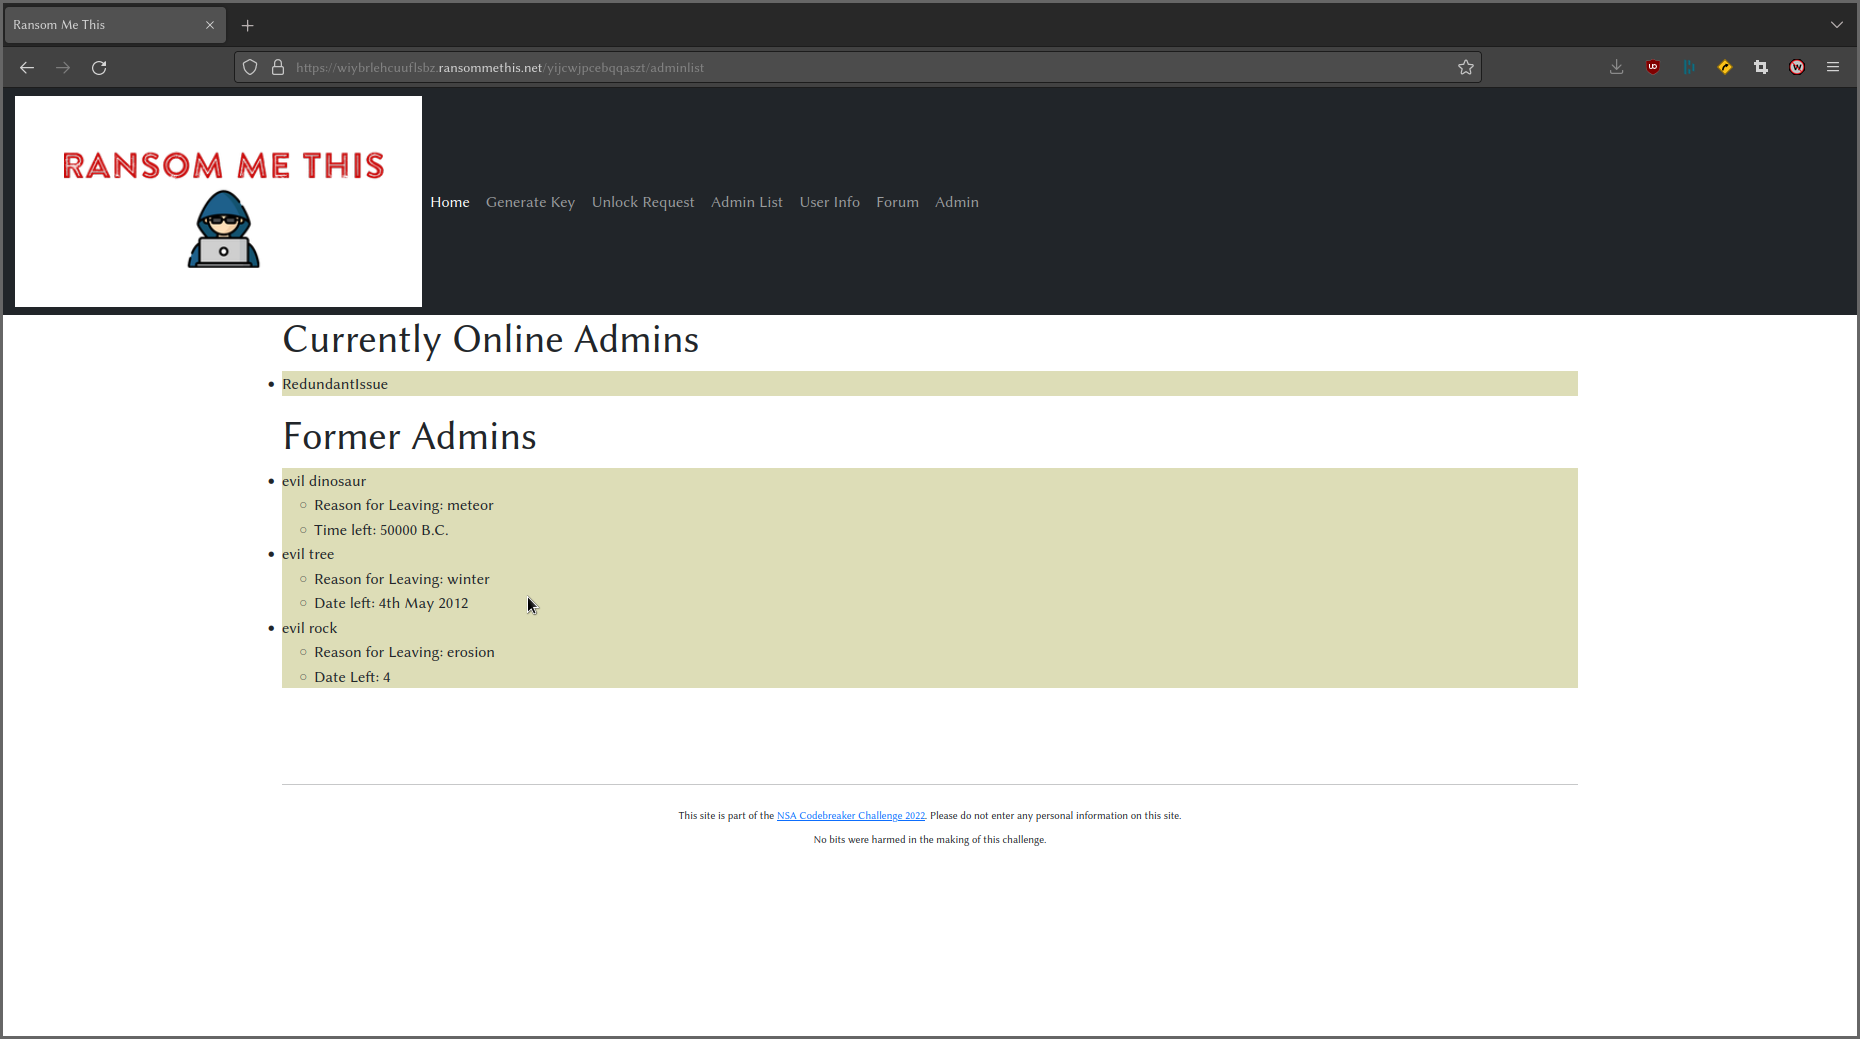 Ransom Me This
https://wiybrlehcuuflsbz.ransommethis.net/yijcwjpcebqqaszt/adminlist
RANSOM ME THIS
Home Generate Key Unlock Request Admin List User Info Forum Admin
Currently Online Admins
RedundantIssue
Former Admins
evil dinosaur
Reason for Leaving: meteor
Time left: 50000 B.C.
evil tree
Reason for Leaving: winter
Date left: 4th May 2012
evil rock
Reason for Leaving: erosion
Date Left: 4
This site is part of the NSA Codebreaker Challenge 2022. Please do not enter any personal information on this site.
No bits were harmed in the making of this challenge.